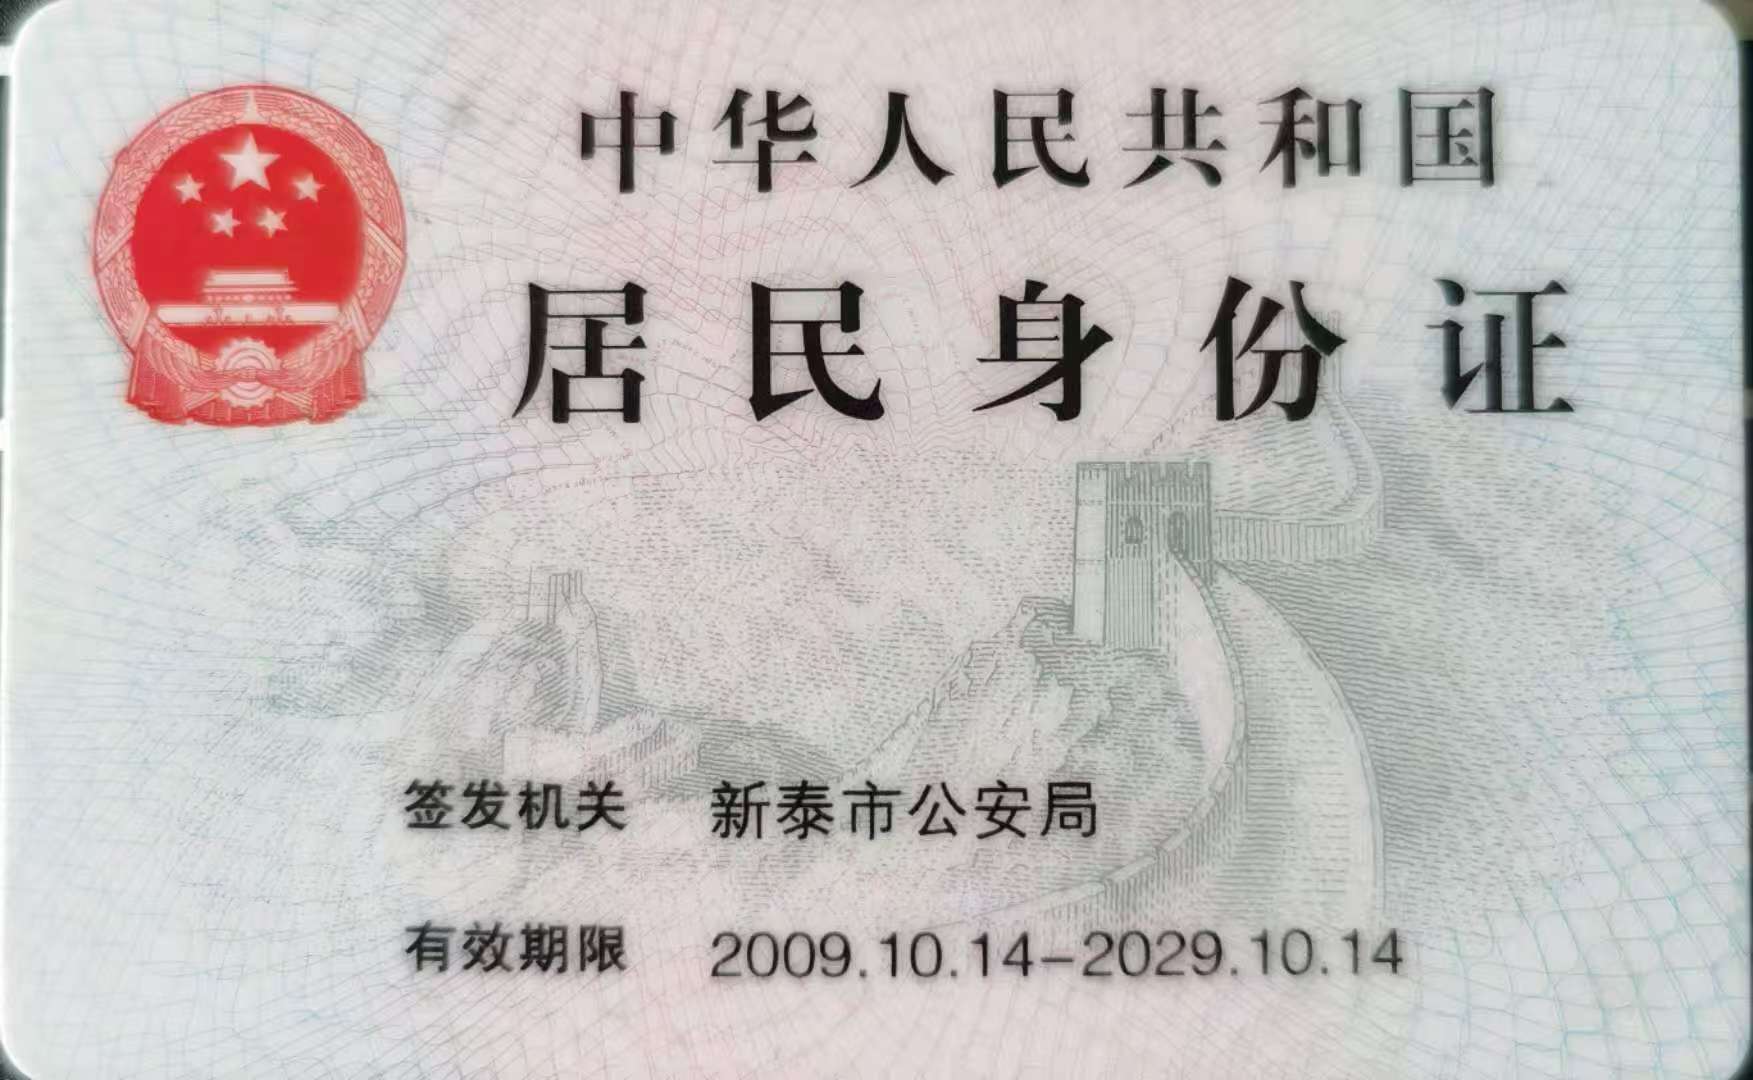 中华人民共和国
居民身份证
签发机关 新泰市公安局
有效期限 2009.10.14-2029.10.14